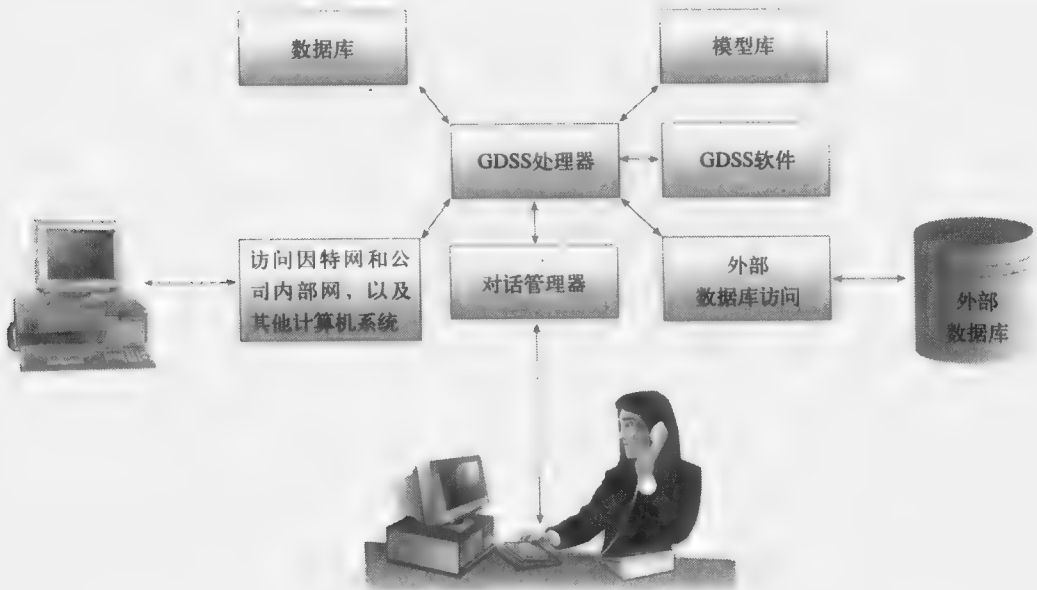 数据库
模型库
GDSS处理器
GDSS软件
访问因特网和公
司内部网，以及
其他计算机系统
对话管理器
外部
数据库访问
外部
数据库